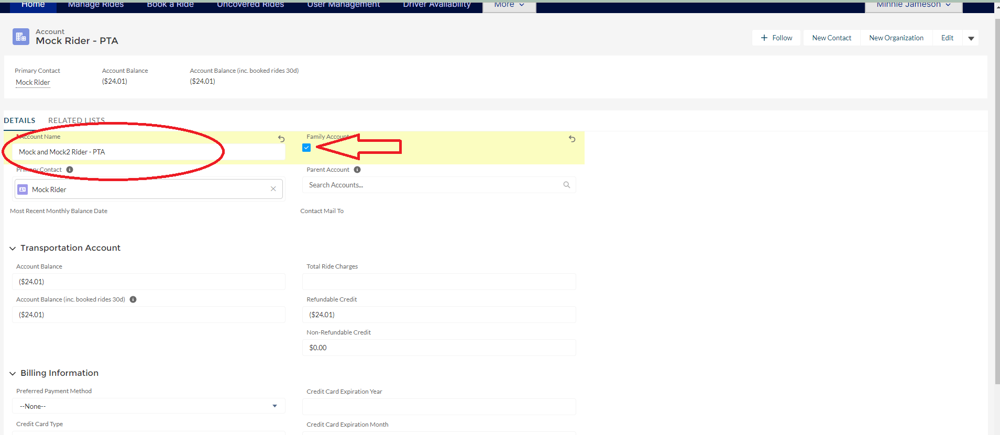 Home Manage Rides Book a Ride Uncovered Rides User Management Driver Availability More Minnie Jameson
Account
Mock Rider - PTA
Follow New Contact New Organization Edit
Primary Contact Account Balance Account Balance (inc. booked rides 30d)
Mock Rider ($24.01) ($24.01)
DETAILS RELATED LISTS
*Account Name Family Account
Mock and Mock2 Rider - PTA
Primary Contact Parent Account
Mock Rider Search Accounts...
Most Recent Monthly Balance Date Contact Mail To
Transportation Account
Account Balance Total Ride Charges
($24.01)
Account Balance (inc. booked rides 30d) Refundable Credit
($24.01) ($24.01)
Non-Refundable Credit
$0.00
Billing Information
Preferred Payment Method Credit Card Expiration Year
--None--
Credit Card Type Credit Card Expiration Month